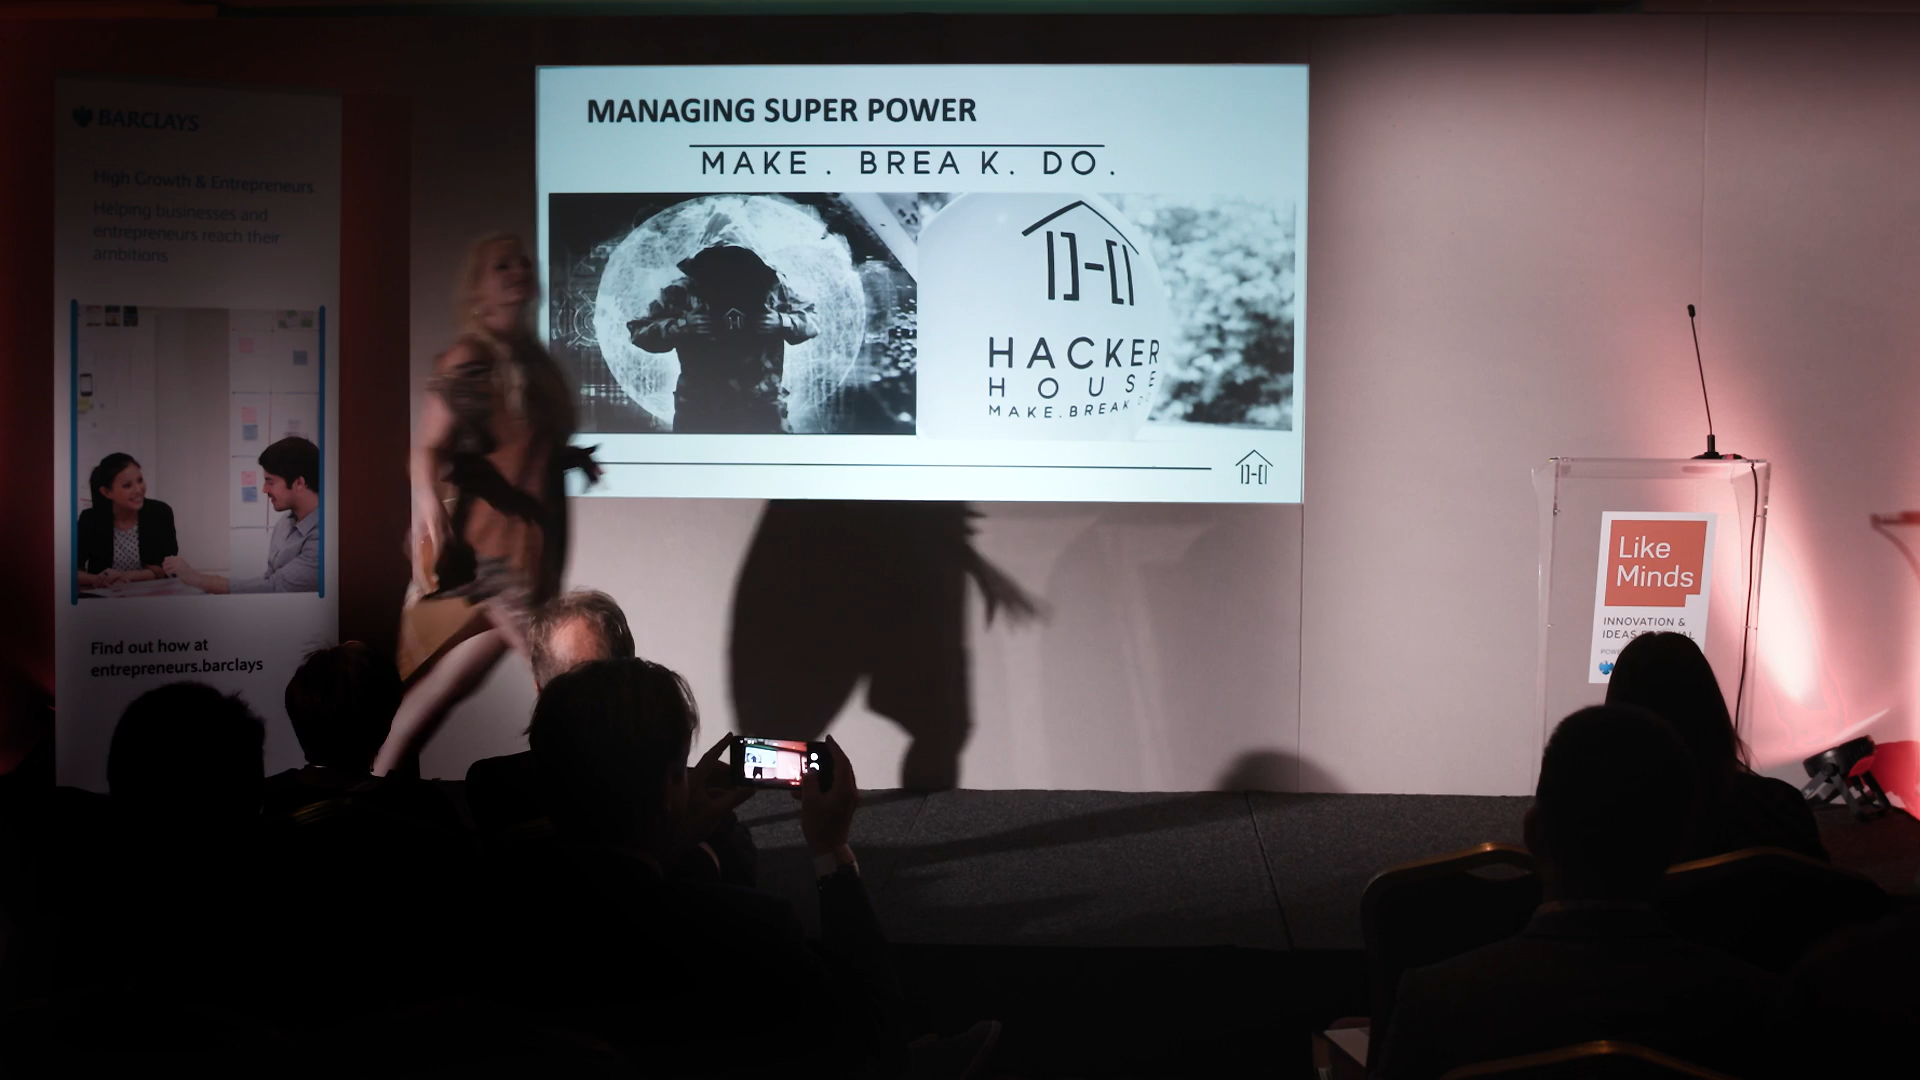 BARCLAYS
High Growth & Entrepreneurs
Helping businesses and
entrepreneurs reach their
ambitions
Find out how at
entrepreneurs.barclays
MANAGING SUPER POWER
MAKE. BREAK. DO.
HACKER
HOUSE
MAKE.BREAK
Like
Minds
INNOVATION &
IDEAS